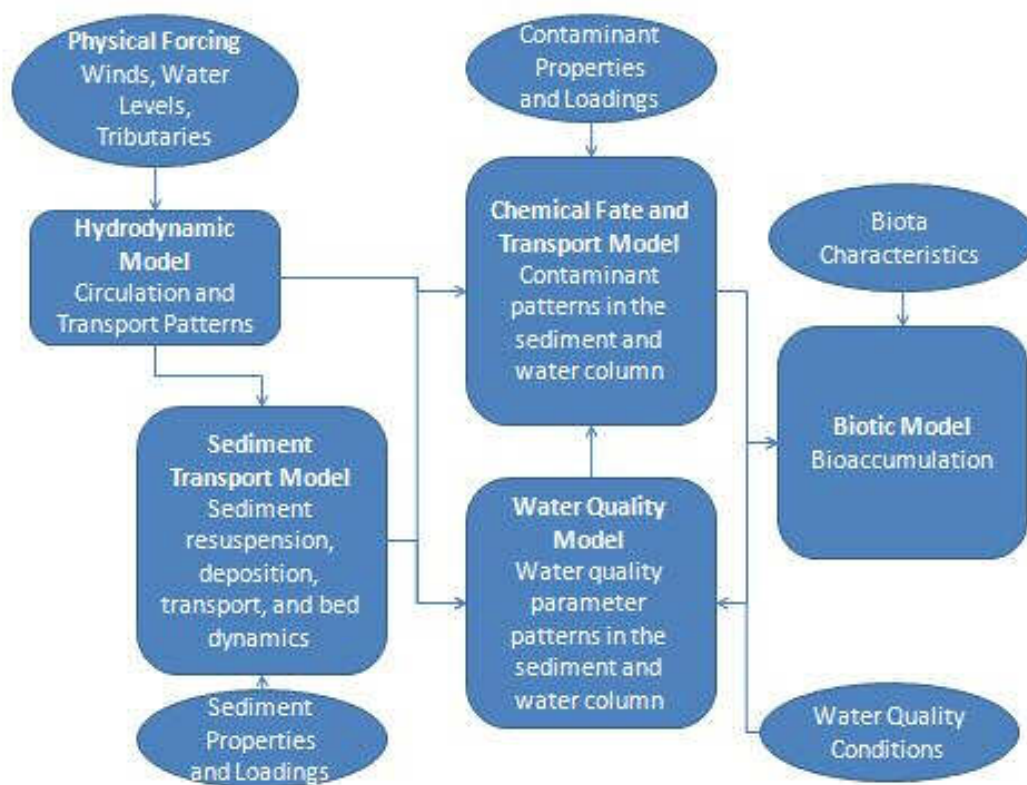 Physical Forcing
Winds, Water
Levels,
Tributaries
Contaminant
Properties
and Loadings
Hydrodynamic
Model
Circulation and
Transport Patterns
Chemical Fate and
Transport Model
Contaminant
patterns in the
sediment and
water column
Biota
Characteristics
Sediment
Transport Model
Sediment
resuspension,
deposition,
transport, and bed
dynamics
Water Quality
Model
Water quality
parameter
patterns in the
sediment and
water column
Biotic Model
Bioaccumulation
Sediment
Properties
and Loadings
Water Quality
Conditions